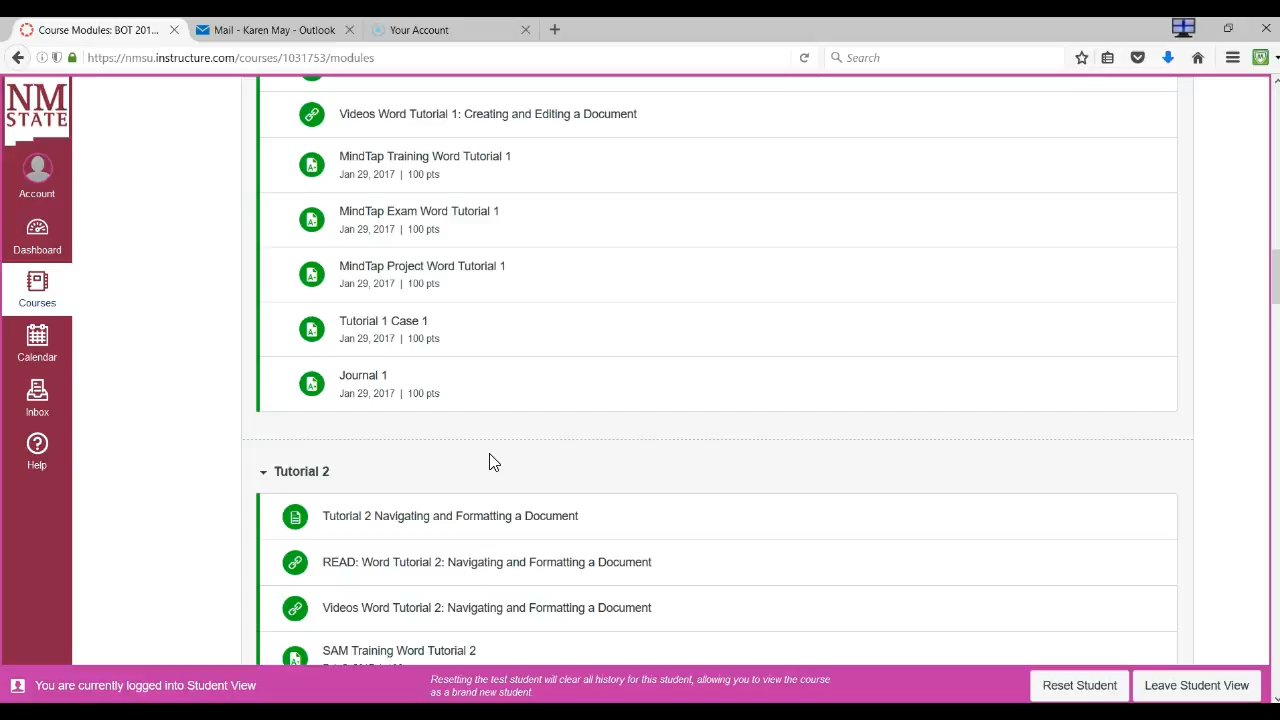 Course Modules: BOT 201...
Mail - Karen May - Outlook
Your Account
https://nmsu.instructure.com/courses/1031753/modules
Search
NM
STATE
Account
Dashboard
Courses
Calendar
Inbox
Help
Videos Word Tutorial 1: Creating and Editing a Document
MindTap Training Word Tutorial 1
Jan 29, 2017 | 100 pts
MindTap Exam Word Tutorial 1
Jan 29, 2017 | 100 pts
MindTap Project Word Tutorial 1
Jan 29, 2017 | 100 pts
Tutorial 1 Case 1
Jan 29, 2017 | 100 pts
Journal 1
Jan 29, 2017 | 100 pts
Tutorial 2
Tutorial 2 Navigating and Formatting a Document
READ: Word Tutorial 2: Navigating and Formatting a Document
Videos Word Tutorial 2: Navigating and Formatting a Document
SAM Training Word Tutorial 2
You are currently logged into Student View
Resetting the test student will clear all history for this student, allowing you to view the course
as a brand new student.
Reset Student
Leave Student View